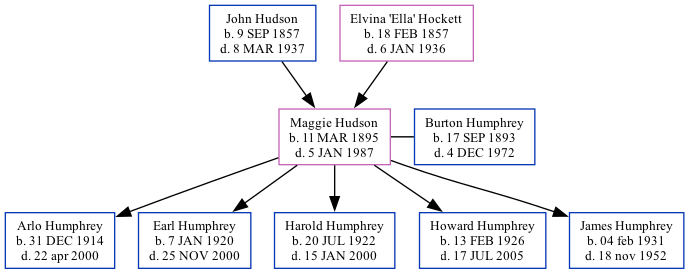 John Hudson
b. 9 SEP 1857
d. 8 MAR 1937
Elvina 'Ella' Hockett
b. 18 FEB 1857
d. 6 JAN 1936
Maggie Hudson
b. 11 MAR 1895
d. 5 JAN 1987
Burton Humphrey
b. 17 SEP 1893
d. 4 DEC 1972
Arlo Humphrey
b. 31 DEC 1914
d. 22 apr 2000
Earl Humphrey
b. 7 JAN 1920
d. 25 NOV 2000
Harold Humphrey
b. 20 JUL 1922
d. 15 JAN 2000
Howard Humphrey
b. 13 FEB 1926
d. 17 JUL 2005
James Humphrey
b. 04 feb 1931
d. 18 nov 1952